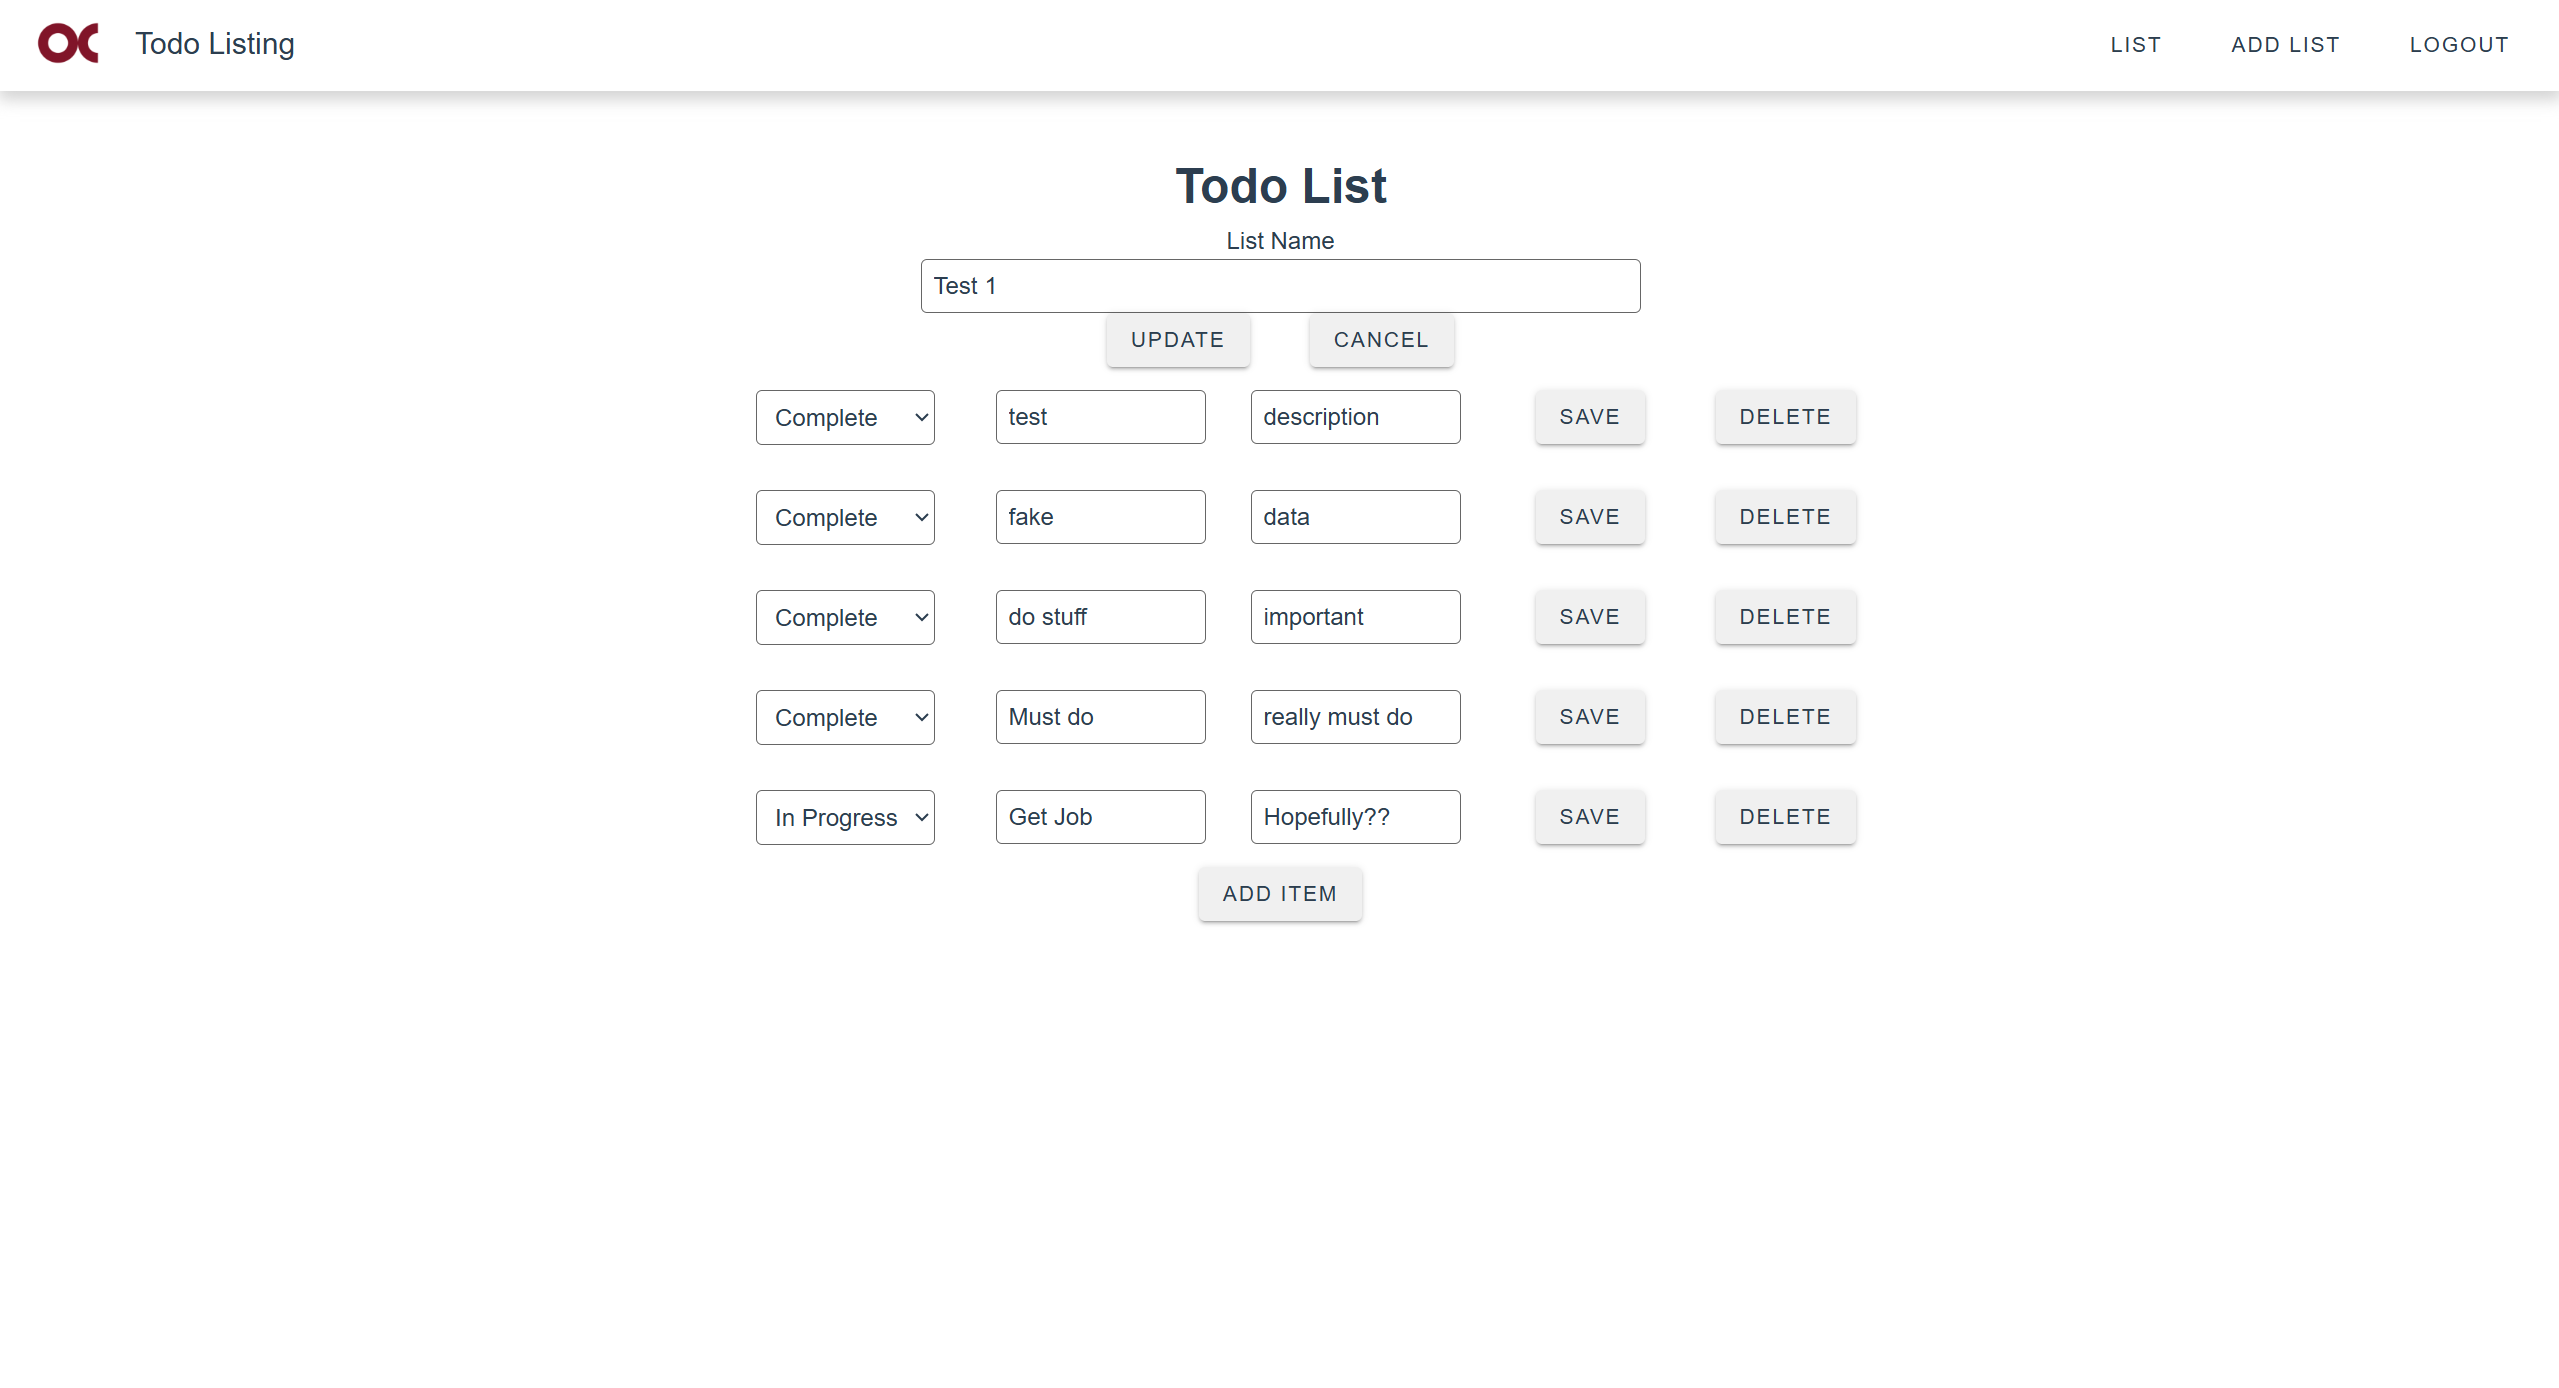 OC Todo Listing LIST ADD LIST LOGOUT
Todo List
List Name
Test 1
UPDATE CANCEL
Complete test description SAVE DELETE
Complete fake data SAVE DELETE
Complete do stuff important SAVE DELETE
Complete Must do really must do SAVE DELETE
In Progress Get Job Hopefully?? SAVE DELETE
ADD ITEM